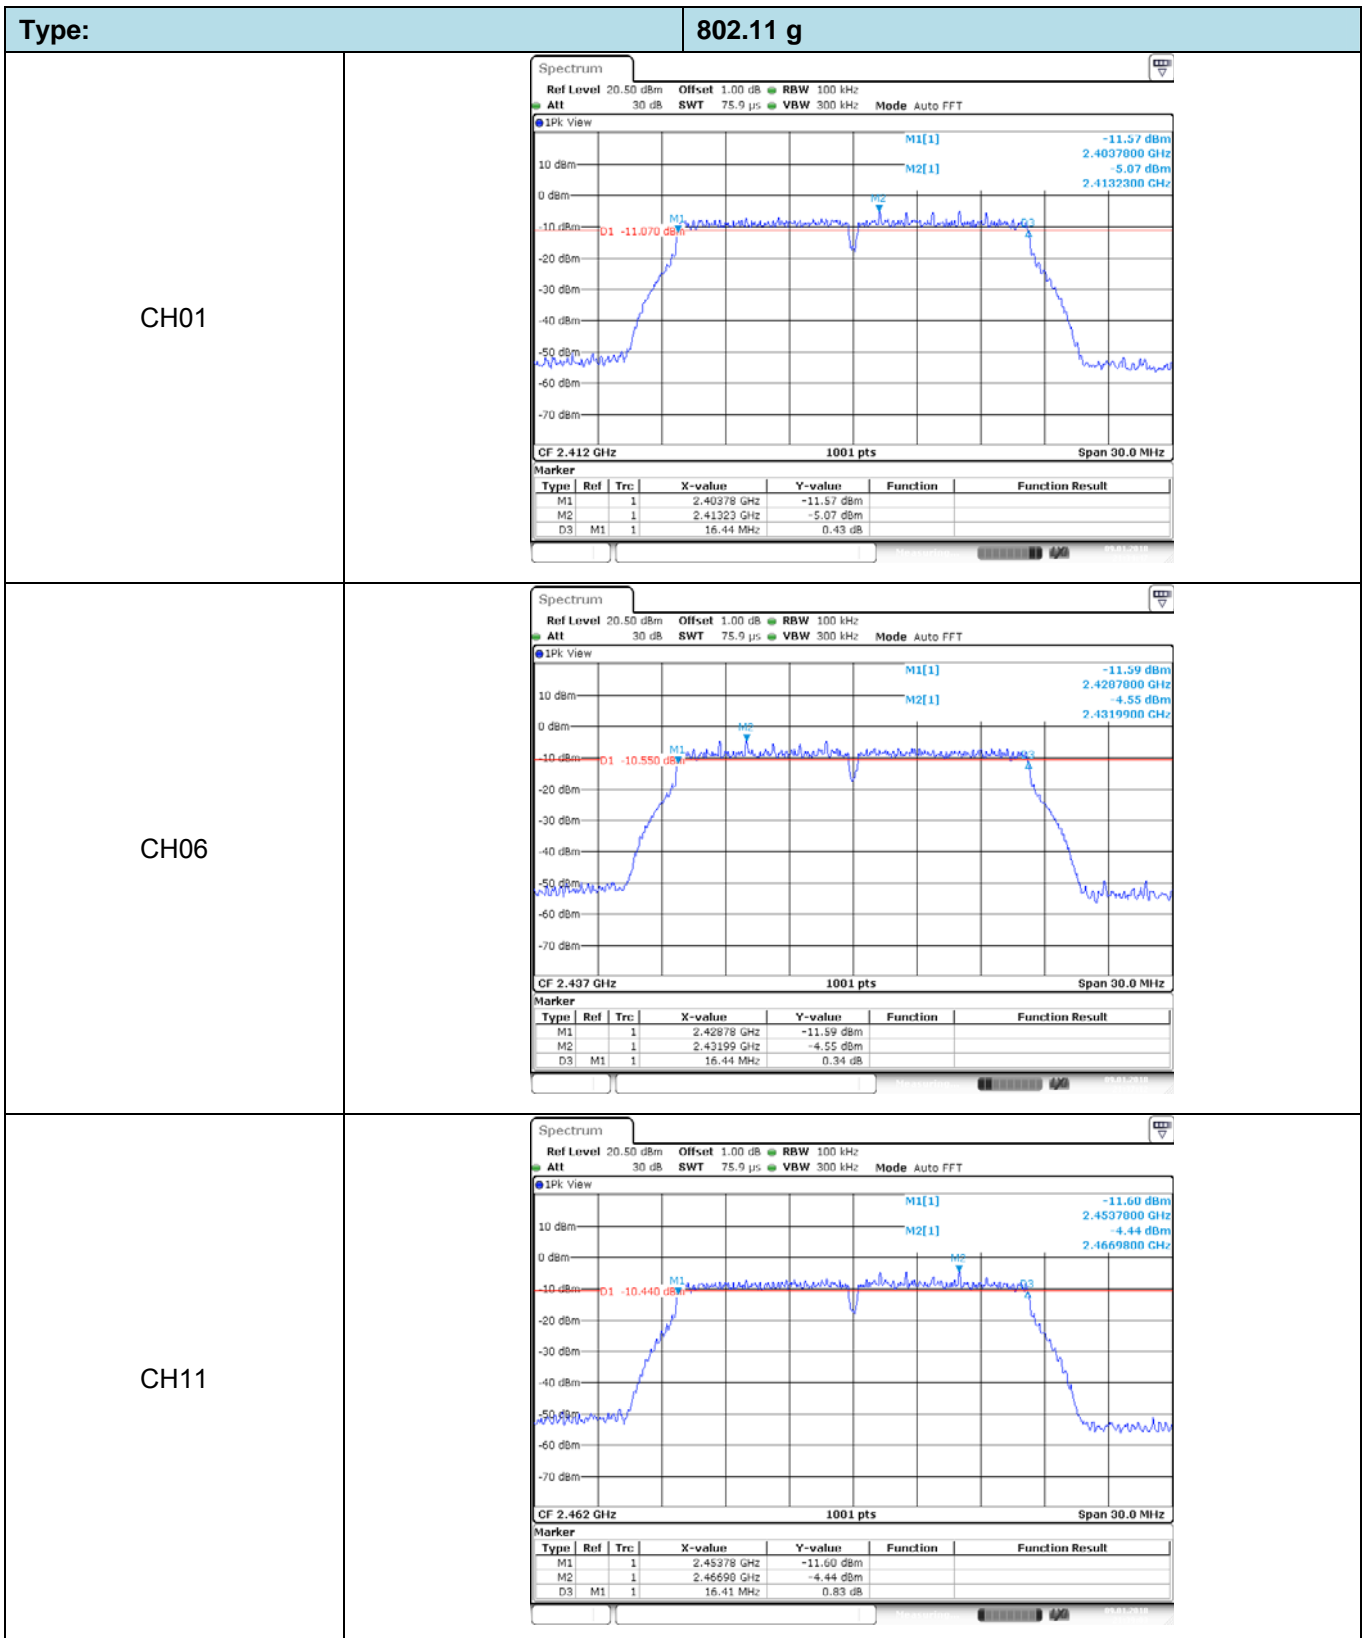 Type: 802.11 g
CH01
Spectrum
Ref Level 20.50 dBm Offset 1.00 dB RBW 100 kHz
Att 30 dB SWT 75.9 µs VBW 300 kHz Mode Auto FFT
1Pk View
M1[1] -11.57 dBm
2.4037800 GHz
10 dBm
M2[1] -5.07 dBm
2.4132300 GHz
0 dBm
M2
M1
D3
-10 dBm
D1 -11.070 dBm
-20 dBm
-30 dBm
-40 dBm
-50 dBm
-60 dBm
-70 dBm
CF 2.412 GHz 1001 pts Span 30.0 MHz
Marker
Type Ref Trc X-value Y-value Function Function Result
M1 1 2.40378 GHz -11.57 dBm
M2 1 2.41323 GHz -5.07 dBm
D3 M1 1 16.44 MHz 0.43 dB
CH06
Spectrum
Ref Level 20.50 dBm Offset 1.00 dB RBW 100 kHz
Att 30 dB SWT 75.9 µs VBW 300 kHz Mode Auto FFT
1Pk View
M1[1] -11.59 dBm
2.4287800 GHz
10 dBm
M2[1] -4.55 dBm
2.4319900 GHz
0 dBm
M2
M1
D3
-10 dBm
D1 -10.550 dBm
-20 dBm
-30 dBm
-40 dBm
-50 dBm
-60 dBm
-70 dBm
CF 2.437 GHz 1001 pts Span 30.0 MHz
Marker
Type Ref Trc X-value Y-value Function Function Result
M1 1 2.42878 GHz -11.59 dBm
M2 1 2.43199 GHz -4.55 dBm
D3 M1 1 16.44 MHz 0.34 dB
CH11
Spectrum
Ref Level 20.50 dBm Offset 1.00 dB RBW 100 kHz
Att 30 dB SWT 75.9 µs VBW 300 kHz Mode Auto FFT
1Pk View
M1[1] -11.60 dBm
2.4537800 GHz
10 dBm
M2[1] -4.44 dBm
2.4669800 GHz
0 dBm
M2
M1
D3
-10 dBm
D1 -10.440 dBm
-20 dBm
-30 dBm
-40 dBm
-50 dBm
-60 dBm
-70 dBm
CF 2.462 GHz 1001 pts Span 30.0 MHz
Marker
Type Ref Trc X-value Y-value Function Function Result
M1 1 2.45378 GHz -11.60 dBm
M2 1 2.46698 GHz -4.44 dBm
D3 M1 1 16.41 MHz 0.83 dB